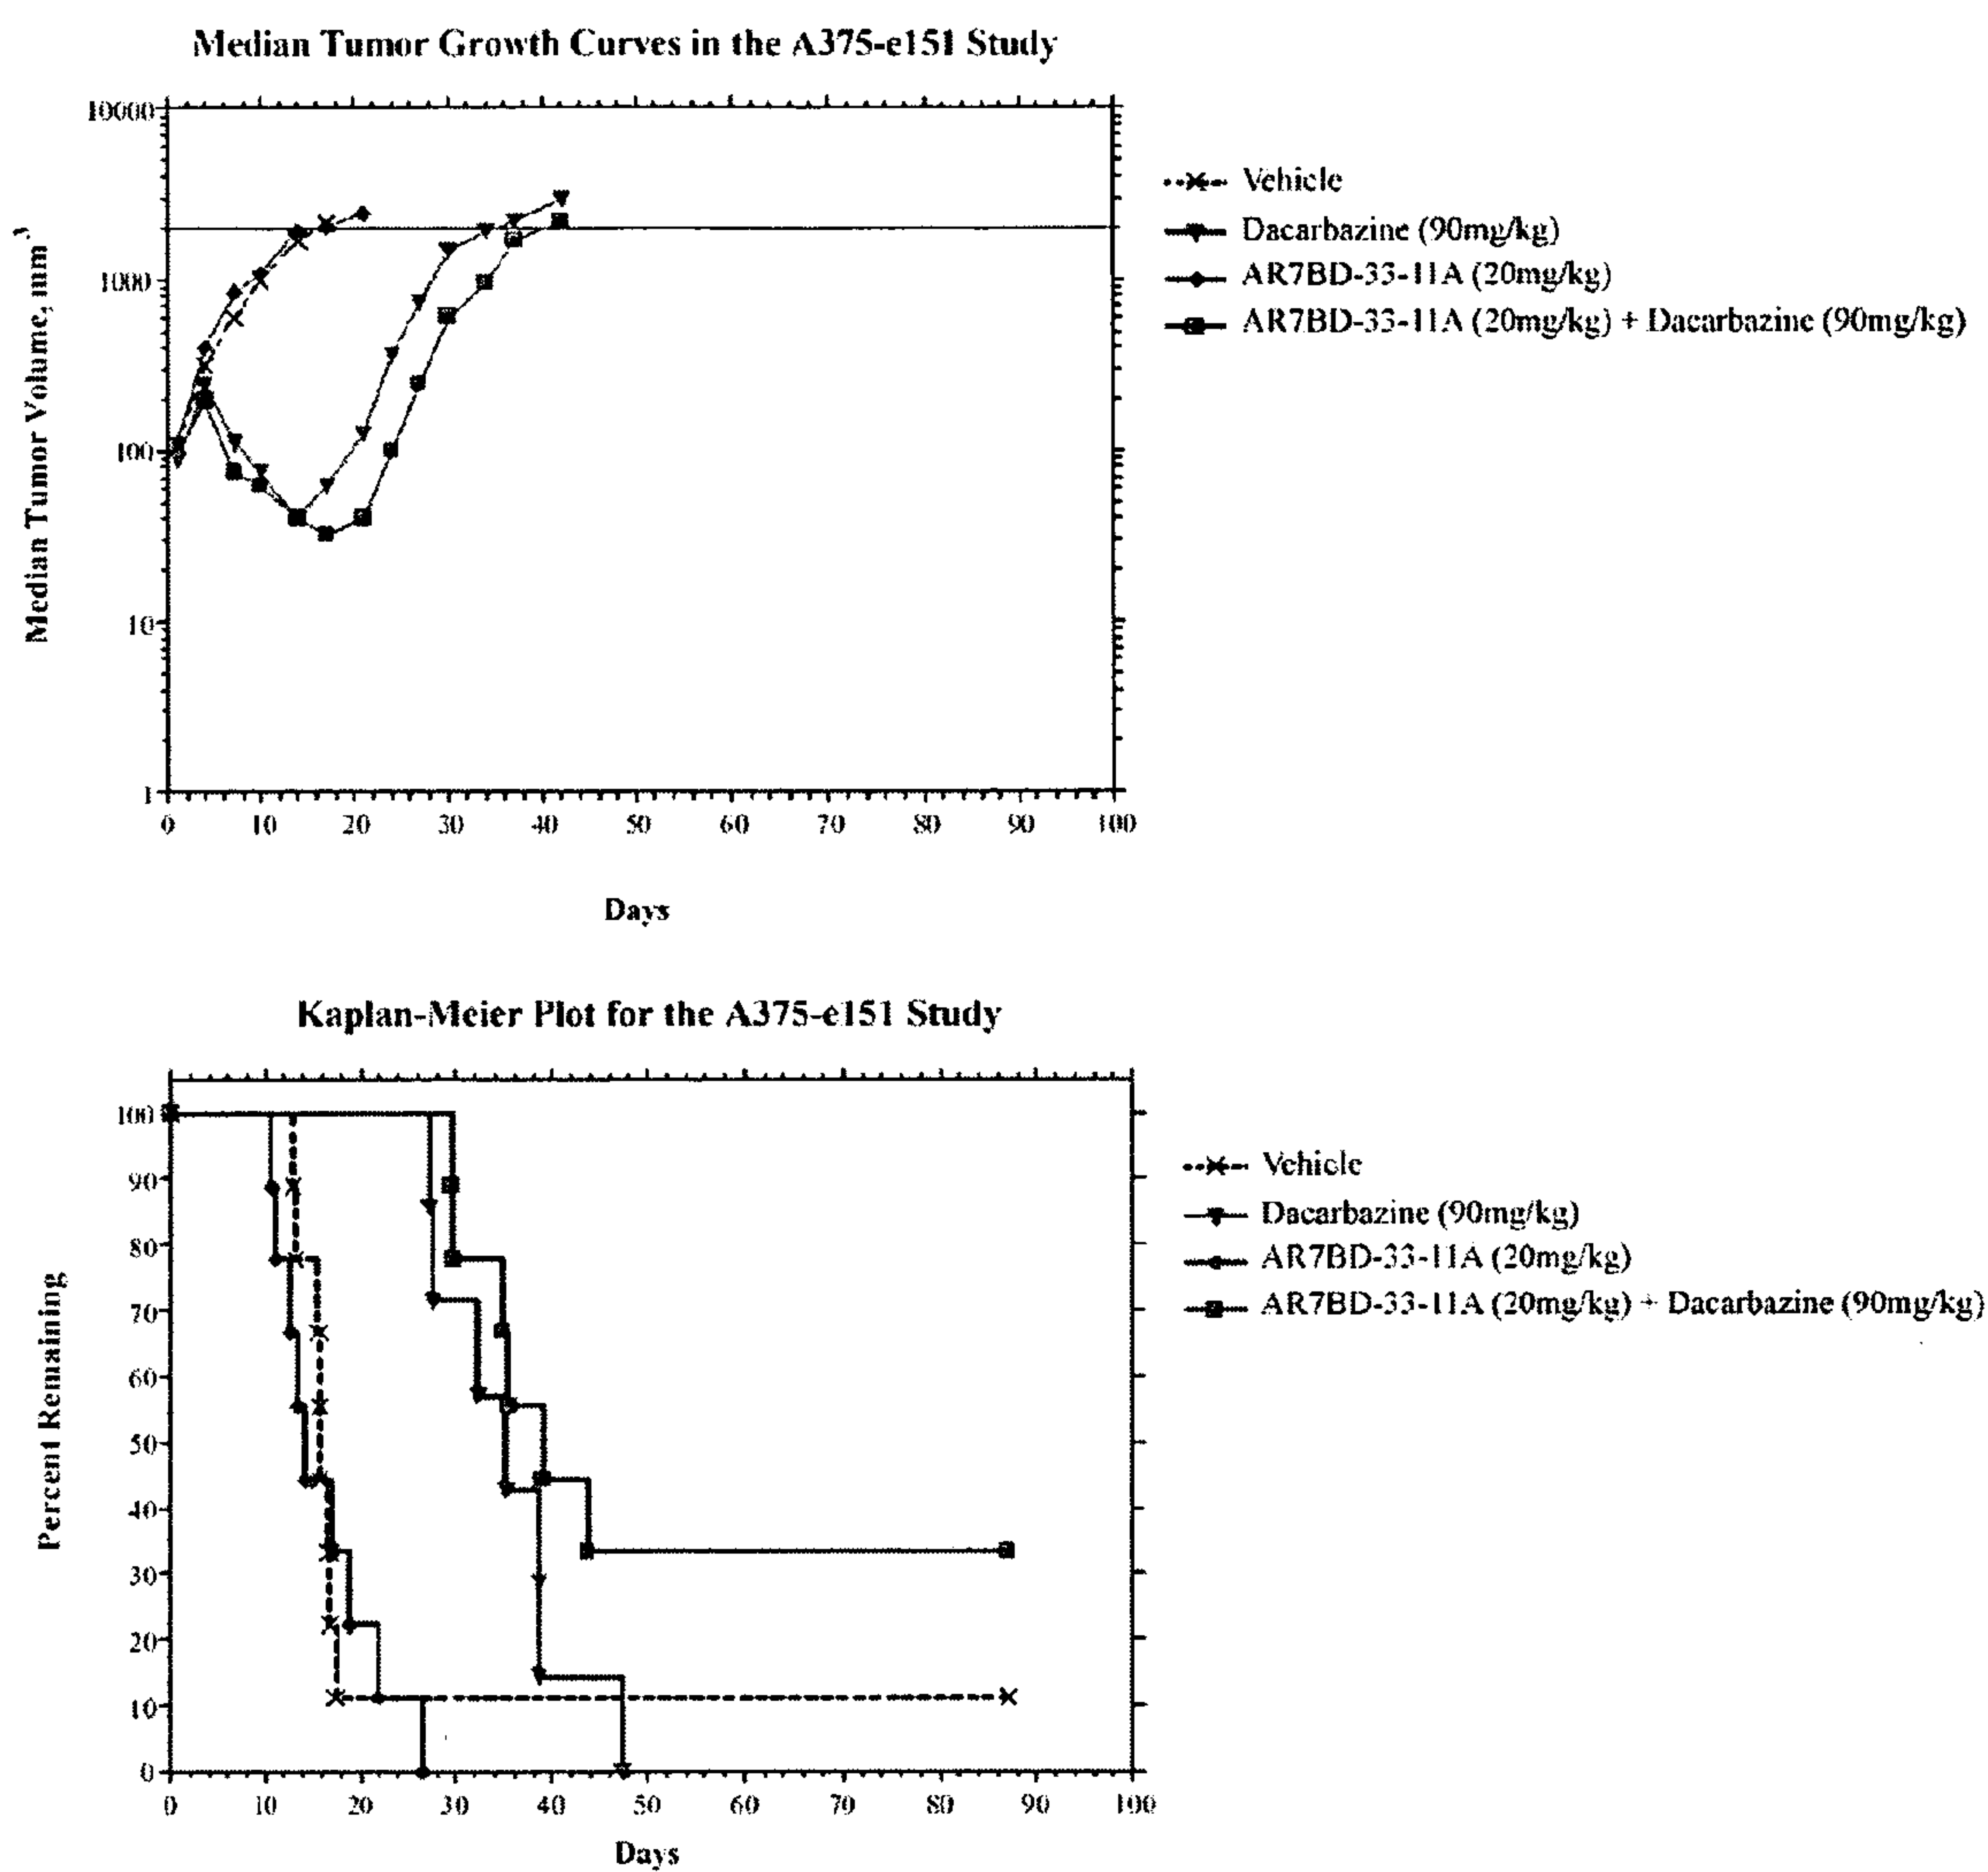 Median Tumor Growth Curves in the A375-e151 Study
10000
1000
100
10
1
Median Tumor Volume, mm³
0 10 20 30 40 50 60 70 80 90 100
Days
Vehicle
Dacarbazine (90mg/kg)
AR7BD-33-11A (20mg/kg)
AR7BD-33-11A (20mg/kg) + Dacarbazine (90mg/kg)
Kaplan-Meier Plot for the A375-e151 Study
100
90
80
70
60
50
40
30
20
10
0
Percent Remaining
0 10 20 30 40 50 60 70 80 90 100
Days
Vehicle
Dacarbazine (90mg/kg)
AR7BD-33-11A (20mg/kg)
AR7BD-33-11A (20mg/kg) + Dacarbazine (90mg/kg)